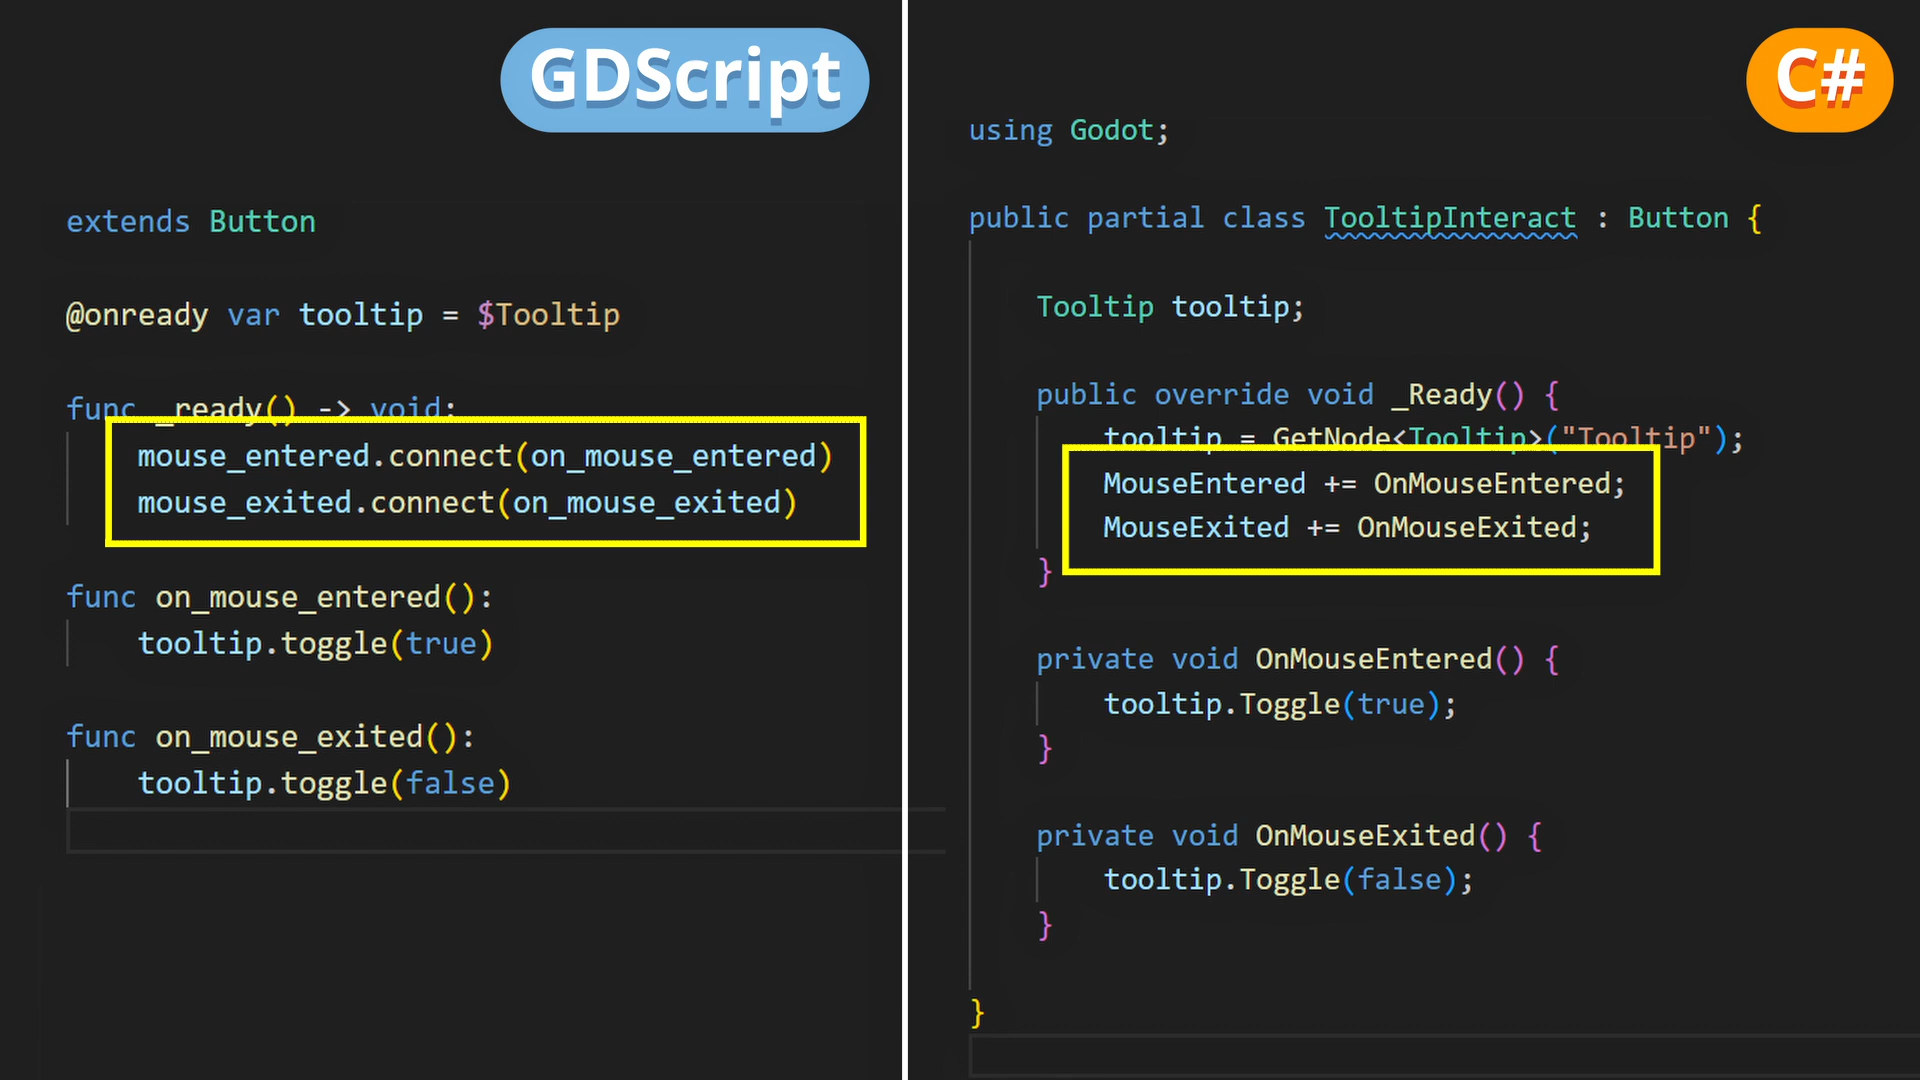 GDScript
extends Button
@onready var tooltip = $Tooltip
func _ready() -> void:
mouse_entered.connect(on_mouse_entered)
mouse_exited.connect(on_mouse_exited)
func on_mouse_entered():
tooltip.toggle(true)
func on_mouse_exited():
tooltip.toggle(false)
C#
using Godot;
public partial class TooltipInteract : Button {
Tooltip tooltip;
public override void _Ready() {
tooltip = GetNode<Tooltip>("Tooltip");
MouseEntered += OnMouseEntered;
MouseExited += OnMouseExited;
}
private void OnMouseEntered() {
tooltip.Toggle(true);
}
private void OnMouseExited() {
tooltip.Toggle(false);
}
}